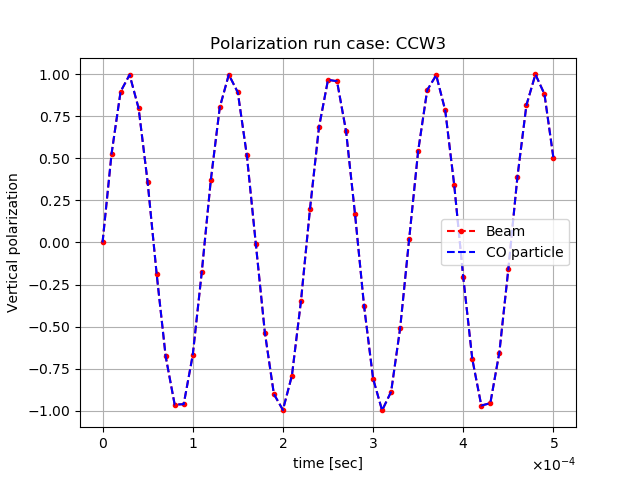 Polarization run case: CCW3
Vertical polarization
1.00
0.75
0.50
0.25
0.00
−0.25
−0.50
−0.75
−1.00
Beam
CO particle
0 1 2 3 4 5
time [sec]
×10⁻⁴